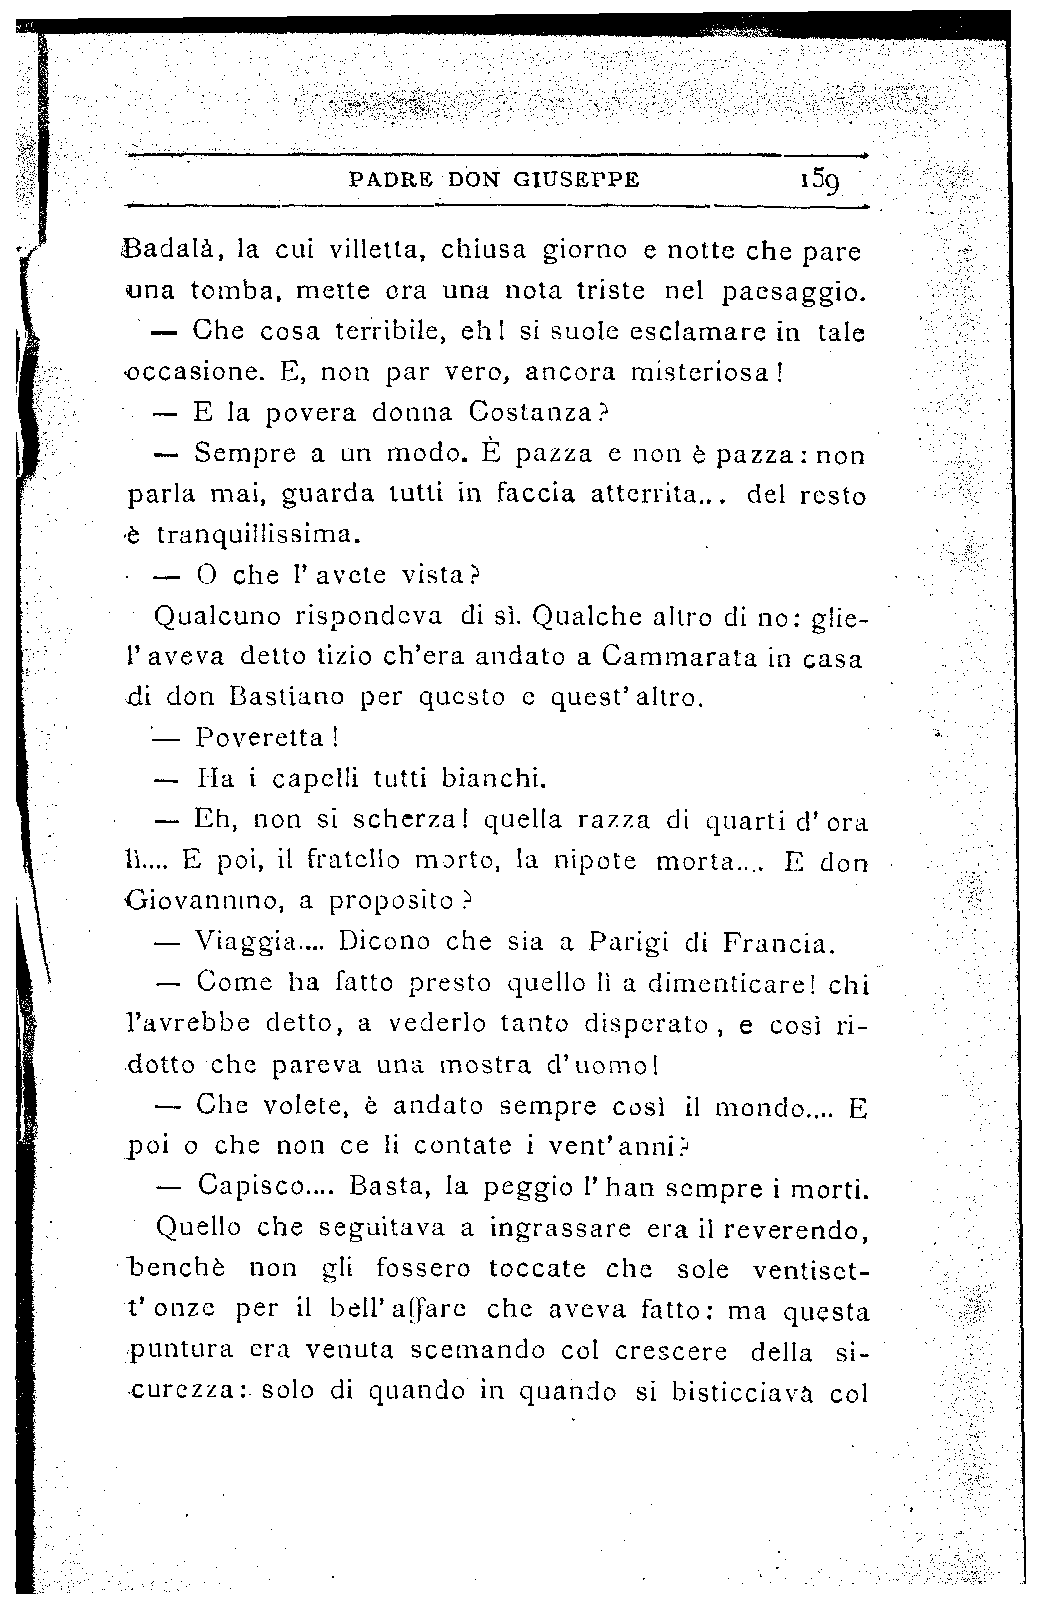 PADRE DON GIUSEPPE 159
Badalà, la cui villetta, chiusa giorno e notte che pare
una tomba, mette ora una nota triste nel paesaggio.
— Che cosa terribile, eh! si suole esclamare in tale
occasione. E, non par vero, ancora misteriosa!
— E la povera donna Costanza?
— Sempre a un modo. È pazza e non è pazza: non
parla mai, guarda tutti in faccia atterrita... del resto
è tranquillissima.
— O che l'avete vista?
Qualcuno rispondeva di sì. Qualche altro di no: glie-
l'aveva detto tizio ch'era andato a Cammarata in casa
di don Bastiano per questo e quest'altro.
— Poveretta!
— Ha i capelli tutti bianchi.
— Eh, non si scherza! quella razza di quarti d'ora
lì.... E poi, il fratello morto, la nipote morta.... E don
Giovannino, a proposito?
— Viaggia.... Dicono che sia a Parigi di Francia.
— Come ha fatto presto quello lì a dimenticare! chi
l'avrebbe detto, a vederlo tanto disperato, e così ri-
dotto che pareva una mostra d'uomo!
— Che volete, è andato sempre così il mondo.... E
poi o che non ce li contate i vent'anni?
— Capisco.... Basta, la peggio l'han sempre i morti.
Quello che seguitava a ingrassare era il reverendo,
benchè non gli fossero toccate che sole ventiset-
t'onze per il bell'affare che aveva fatto: ma questa
puntura era venuta scemando col crescere della si-
curezza: solo di quando in quando si bisticciava col